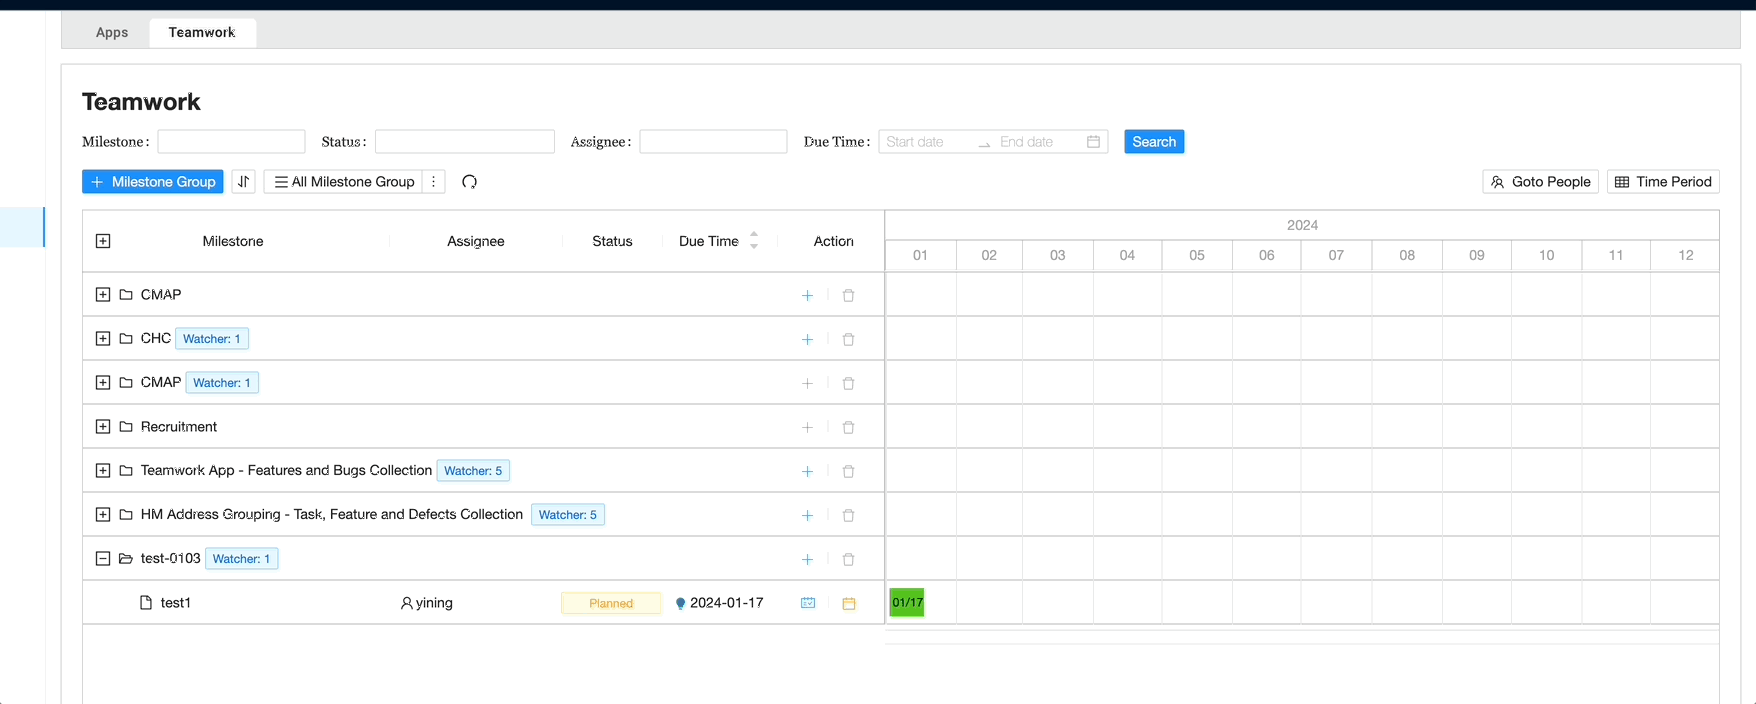 Apps Teamwork
Teamwork
Milestone: Status: Assignee: Due Time: Start date End date Search
+ Milestone Group All Milestone Group Goto People Time Period
2024
Milestone Assignee Status Due Time Action
01 02 03 04 05 06 07 08 09 10 11 12
CMAP
CHC Watcher: 1
CMAP Watcher: 1
Recruitment
Teamwork App - Features and Bugs Collection Watcher: 5
HM Address Grouping - Task, Feature and Defects Collection Watcher: 5
test-0103 Watcher: 1
test1 yining Planned 2024-01-17 01/17